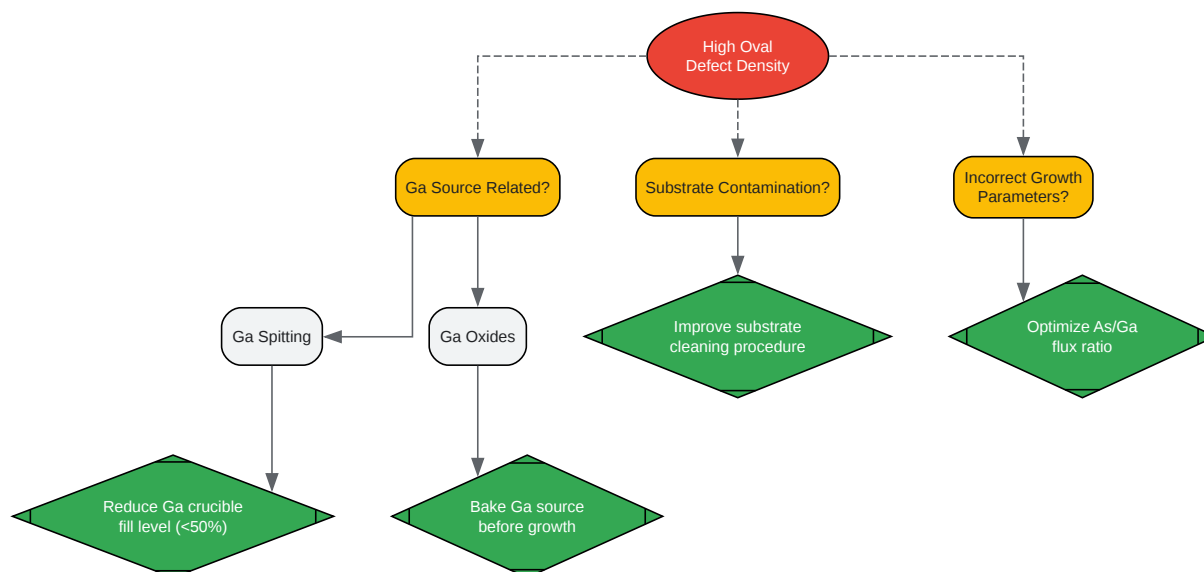 High Oval
Defect Density
Ga Source Related?
Substrate Contamination?
Incorrect Growth
Parameters?
Ga Spitting
Ga Oxides
Improve substrate
cleaning procedure
Optimize As/Ga
flux ratio
Reduce Ga crucible
fill level (<50%)
Bake Ga source
before growth